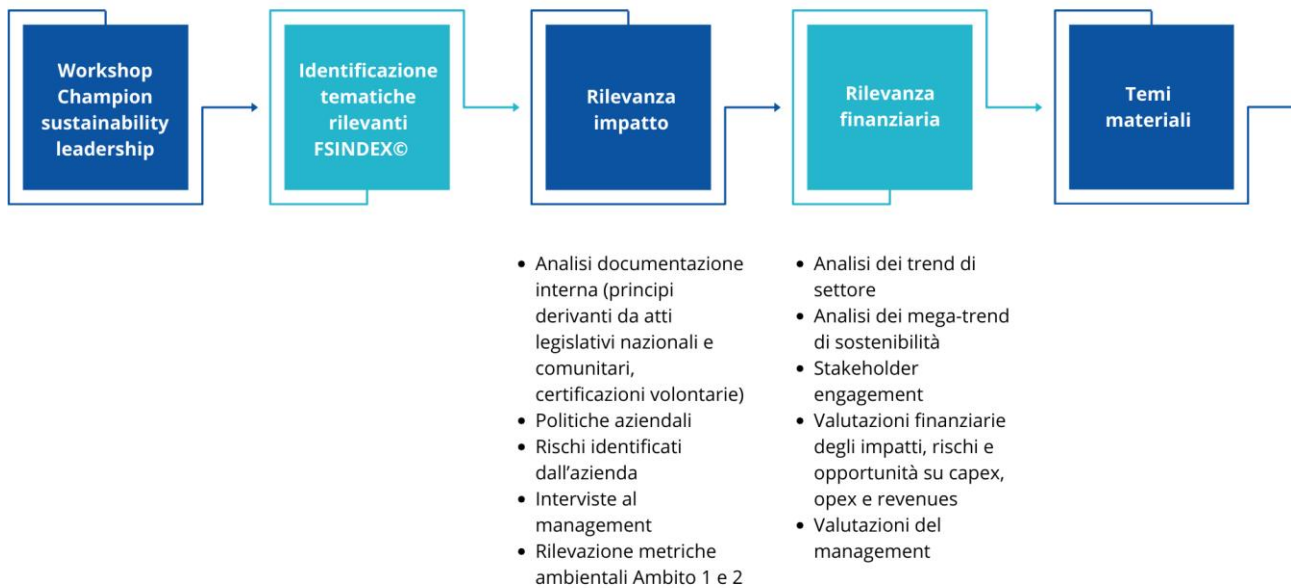 Workshop
Champion
sustainability
leadership
Identificazione
tematiche
rilevanti
FSINDEX©
Rilevanza
impatto
Rilevanza
finanziaria
Temi
materiali
• Analisi documentazione
interna (principi
derivanti da atti
legislativi nazionali e
comunitari,
certificazioni volontarie)
• Politiche aziendali
• Rischi identificati
dall’azienda
• Interviste al
management
• Rilevazione metriche
ambientali Ambito 1 e 2
• Analisi dei trend di
settore
• Analisi dei mega-trend
di sostenibilità
• Stakeholder
engagement
• Valutazioni finanziarie
degli impatti, rischi e
opportunità su capex,
opex e revenues
• Valutazioni del
management